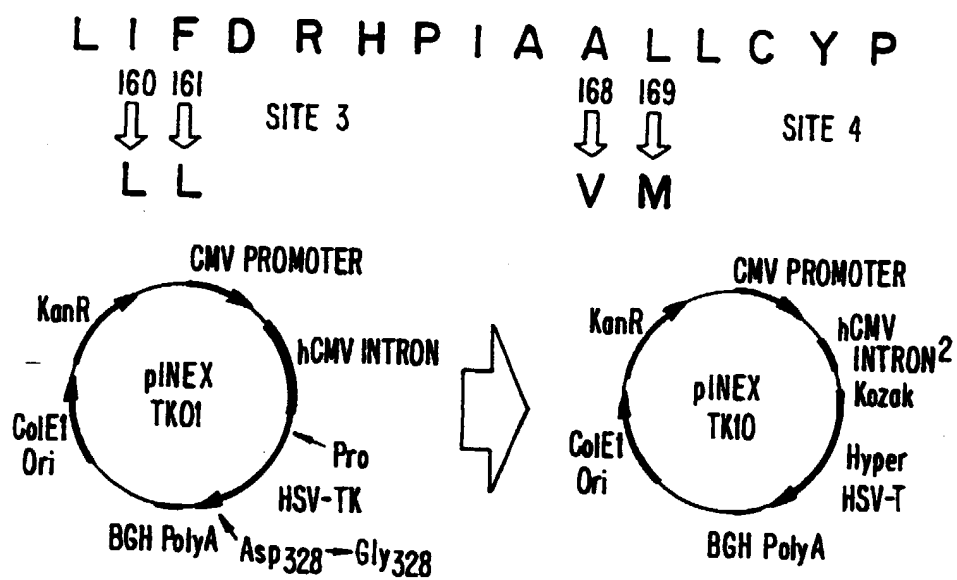 L I F D R H P I A A L L C Y P
160 161 168 169
SITE 3 SITE 4
L L V M
CMV PROMOTER
KanR
hCMV INTRON
pINEX
TK01
ColE1
Ori
Pro
HSV-TK
BGH PolyA
Asp328→Gly328
CMV PROMOTER
KanR
hCMV
INTRON2
Kozak
pINEX
TK10
ColE1
Ori
Hyper
HSV-T
BGH PolyA